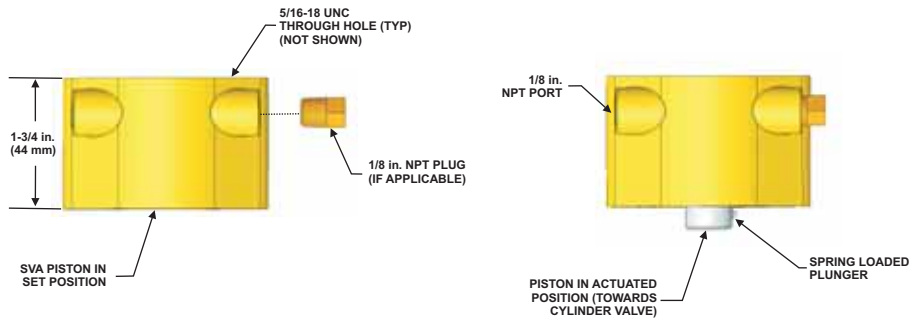 5/16-18 UNC
THROUGH HOLE (TYP)
(NOT SHOWN)
1-3/4 in.
(44 mm)
1/8 in. NPT PLUG
(IF APPLICABLE)
SVA PISTON IN
SET POSITION
1/8 in.
NPT PORT
SPRING LOADED
PLUNGER
PISTON IN ACTUATED
POSITION (TOWARDS
CYLINDER VALVE)